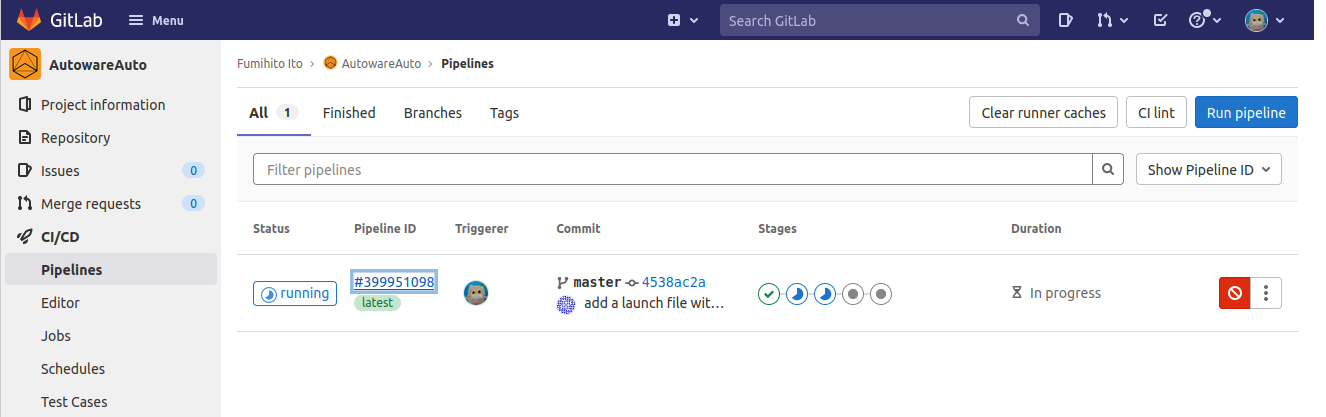 GitLab Menu Search GitLab
AutowareAuto
Project information
Repository
Issues 0
Merge requests 0
CI/CD
Pipelines
Editor
Jobs
Schedules
Test Cases
Fumihito Ito › AutowareAuto › Pipelines
All 1 Finished Branches Tags Clear runner caches CI lint Run pipeline
Filter pipelines Show Pipeline ID
Status Pipeline ID Triggerer Commit Stages Duration
running #399951098 master 4538ac2a In progress
latest add a launch file wit…